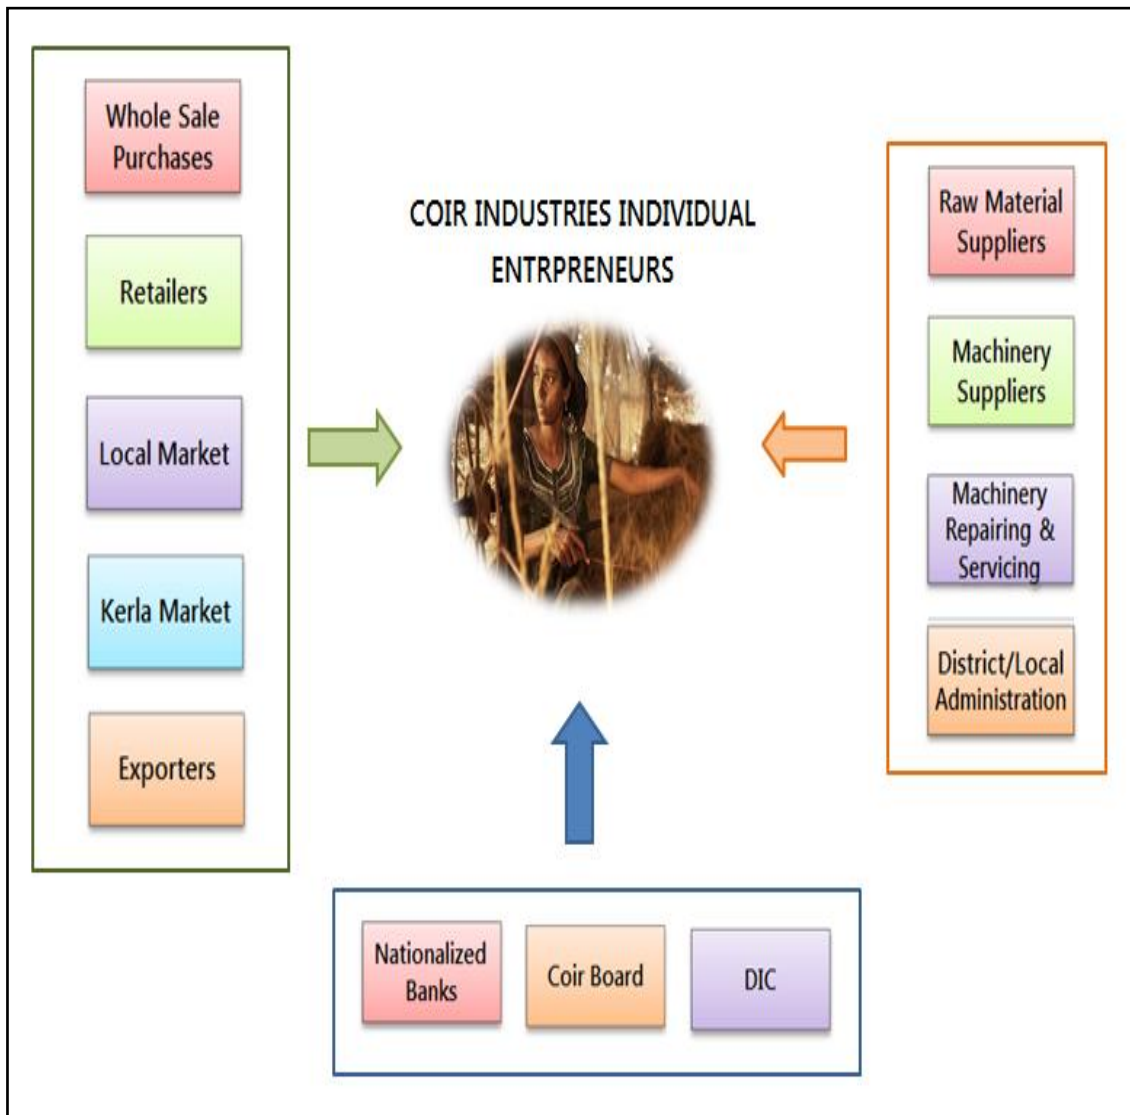 Whole Sale
Purchases
Retailers
Local Market
Kerla Market
Exporters
COIR INDUSTRIES INDIVIDUAL
ENTRPRENEURS
Raw Material
Suppliers
Machinery
Suppliers
Machinery
Repairing &
Servicing
District/Local
Administration
Nationalized
Banks
Coir Board
DIC